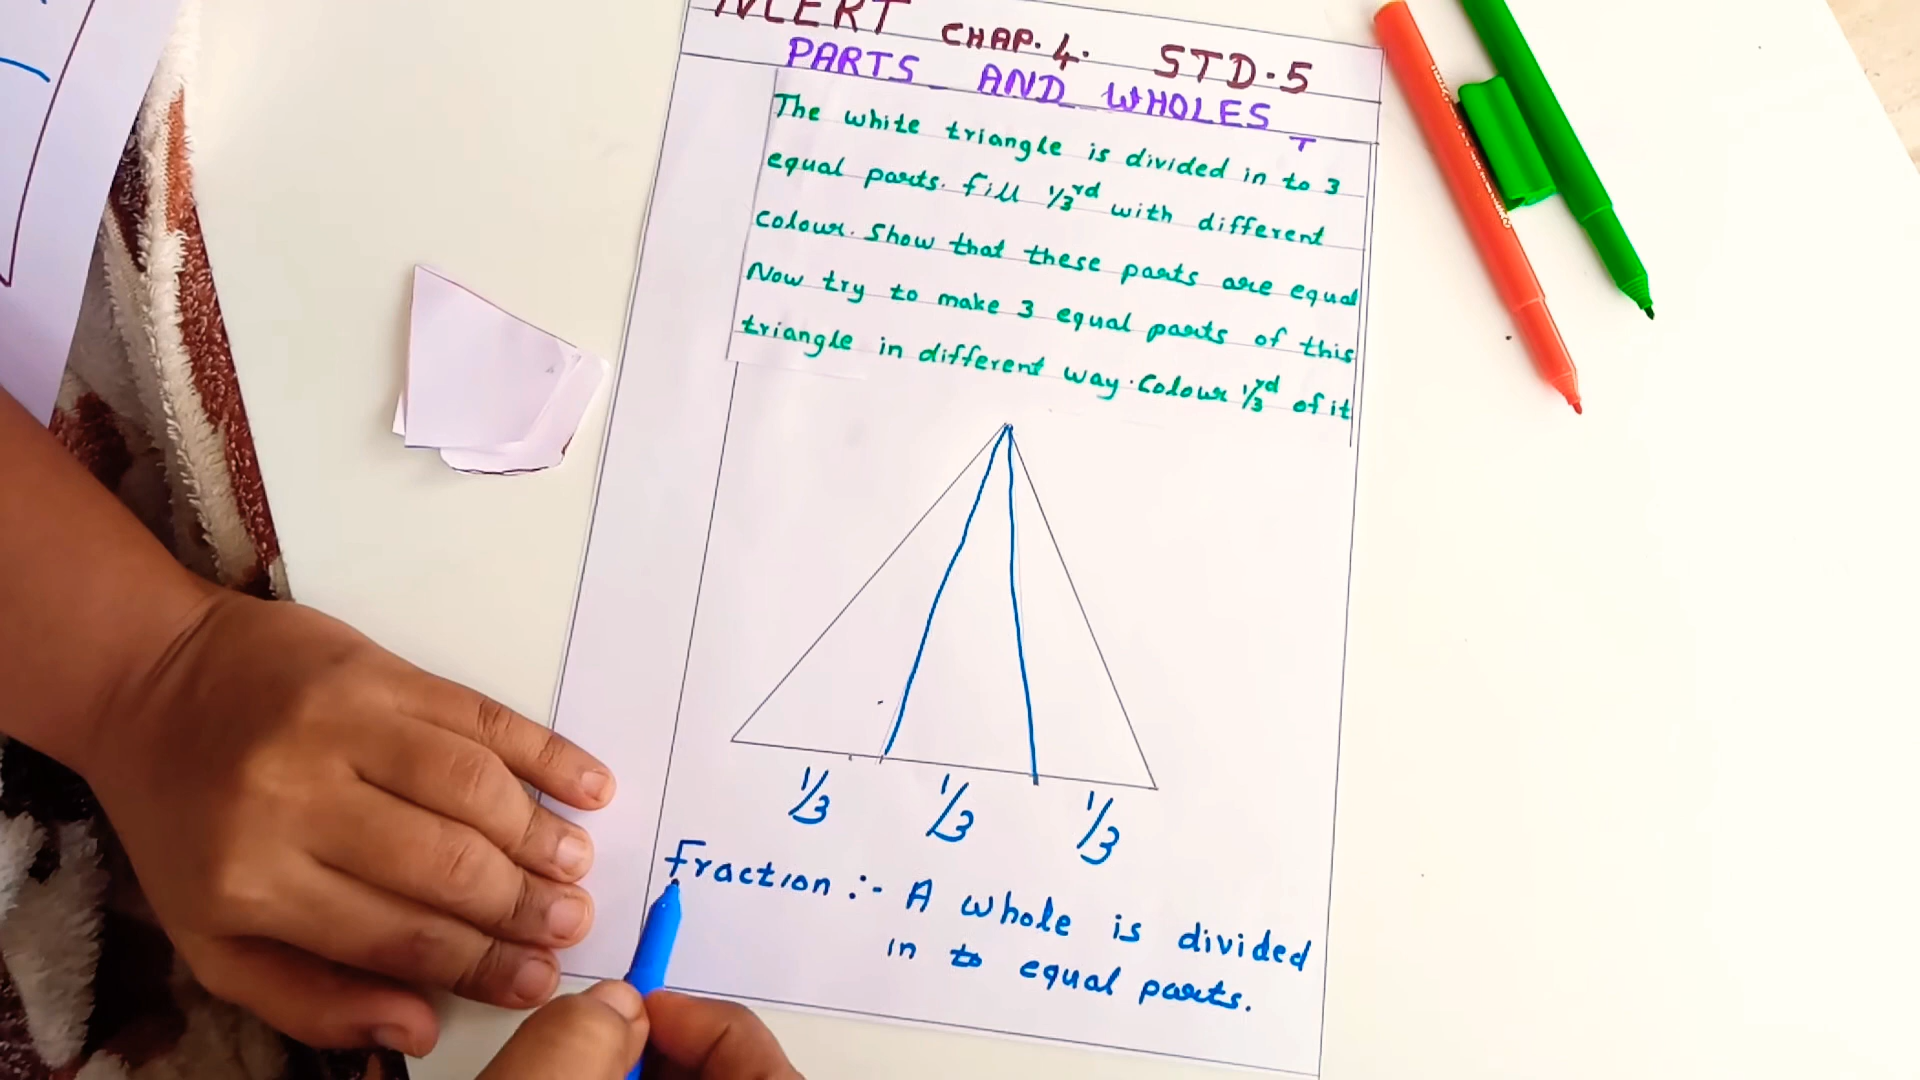 NCERT CHAP. 4. STD. 5
PARTS AND WHOLES
The white triangle is divided in to 3
equal parts. fill 1/3rd with different
colour. Show that these parts are equal
Now try to make 3 equal parts of this
triangle in different way. Colour 1/3rd of it
1/3 1/3 1/3
Fraction :- A whole is divided
in to equal parts.